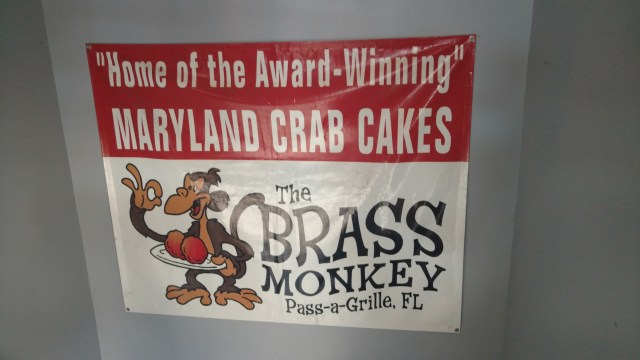 "Home of the Award-Winning"
MARYLAND CRAB CAKES
The
BRASS
MONKEY
Pass-a-Grille, FL